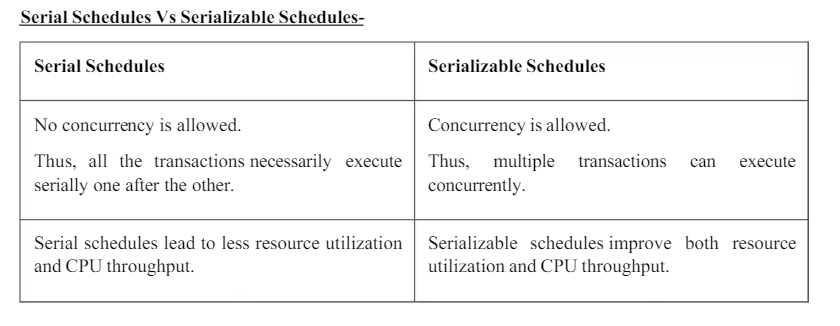 Serial Schedules Vs Serializable Schedules-
Serial Schedules
Serializable Schedules
No concurrency is allowed.
Thus, all the transactions necessarily execute
serially one after the other.
Concurrency is allowed.
Thus, multiple transactions can execute
concurrently.
Serial schedules lead to less resource utilization
and CPU throughput.
Serializable schedules improve both resource
utilization and CPU throughput.